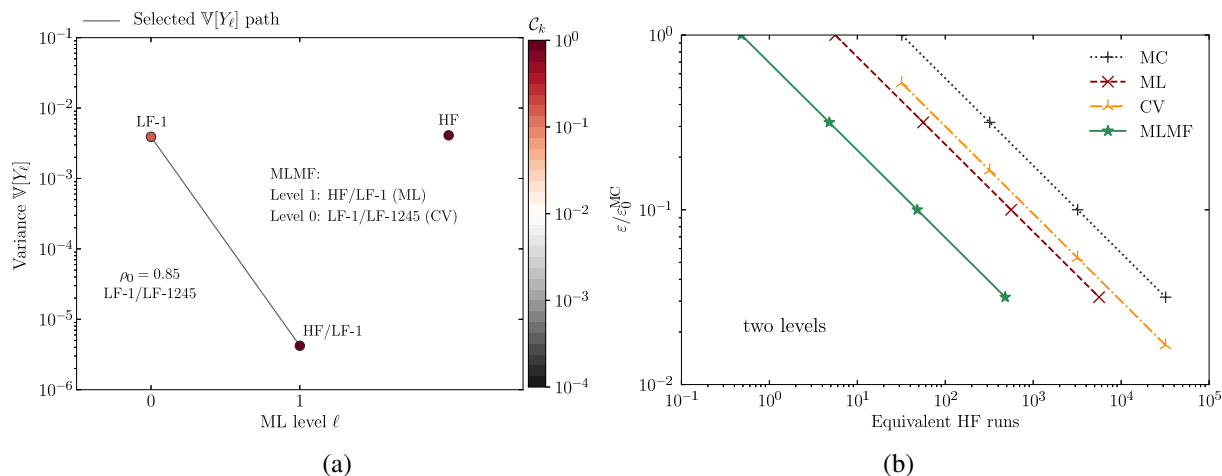 Selected 𝕍[Y_ℓ] path
𝒞_k
10^{-1}
10^{-2}
10^{-3}
10^{-4}
10^{-5}
10^{-6}
Variance 𝕍[Y_ℓ]
LF-1
HF
MLMF:
Level 1: HF/LF-1 (ML)
Level 0: LF-1/LF-1245 (CV)
ρ_0 = 0.85
LF-1/LF-1245
HF/LF-1
0
1
ML level ℓ
10^0
10^{-1}
10^{-2}
10^{-3}
10^{-4}
(a)
10^0
10^{-1}
10^{-2}
ε/ε_0^{MC}
MC
ML
CV
MLMF
two levels
10^{-1}
10^0
10^1
10^2
10^3
10^4
10^5
Equivalent HF runs
(b)